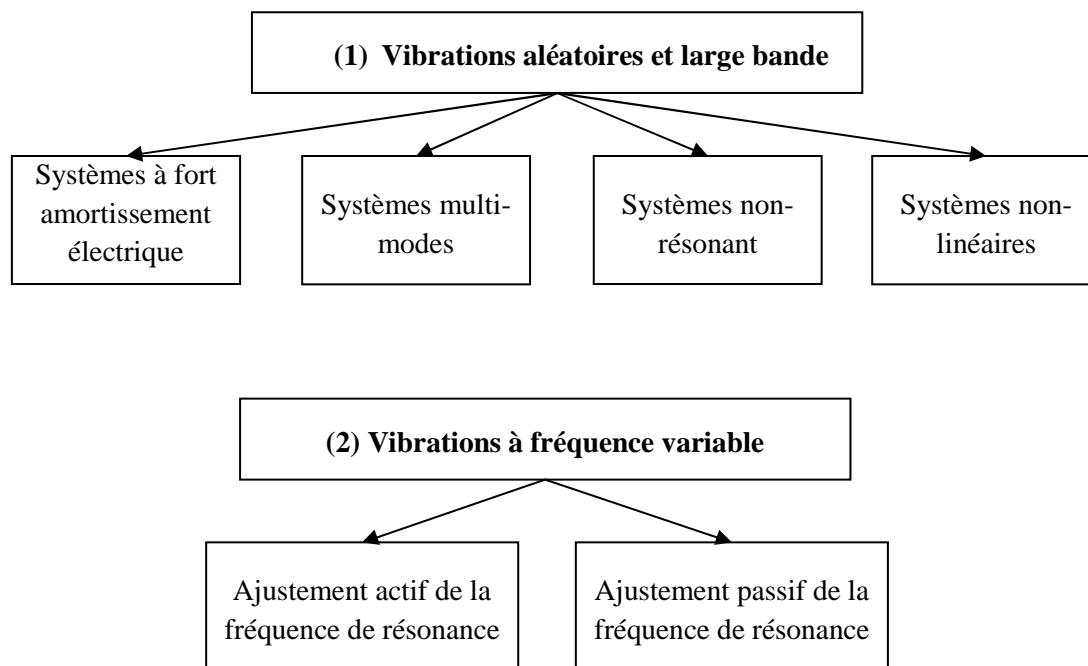 (1) Vibrations aléatoires et large bande
Systèmes à fort
amortissement
électrique
Systèmes multi-
modes
Systèmes non-
résonant
Systèmes non-
linéaires
(2) Vibrations à fréquence variable
Ajustement actif de la
fréquence de résonance
Ajustement passif de la
fréquence de résonance